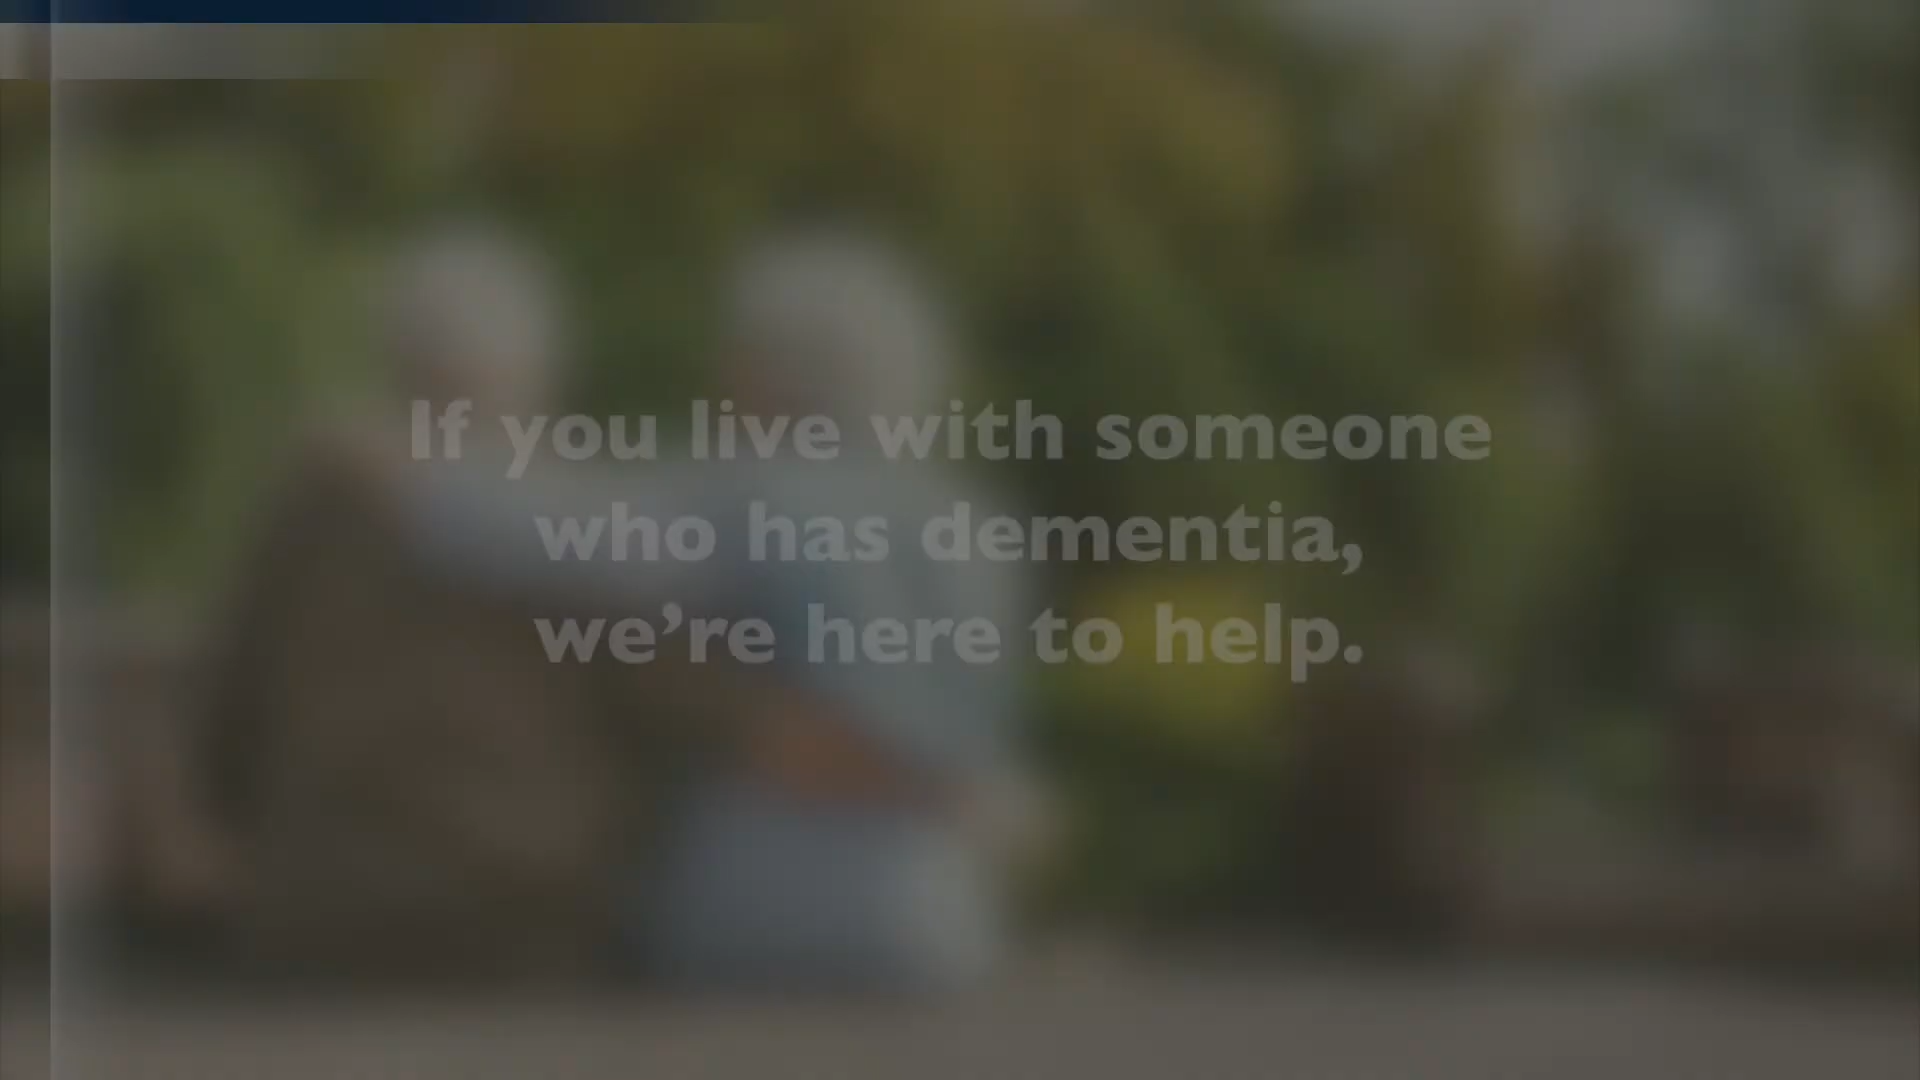 If you live with someone
who has dementia,
we’re here to help.